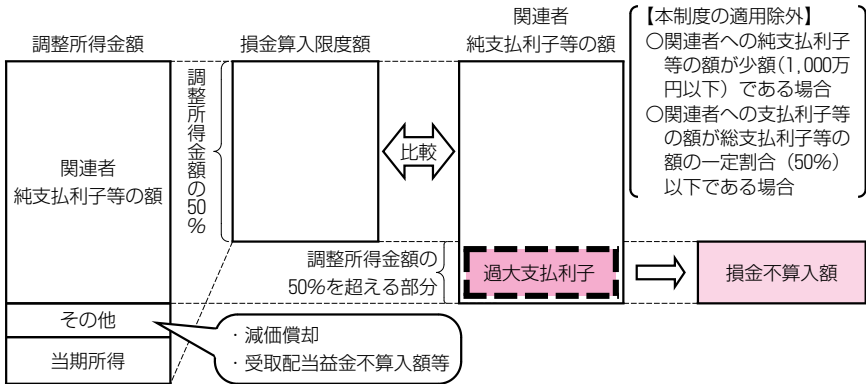 調整所得金額
関連者
純支払利子等の額
その他
当期所得
・減価償却
・受取配当益金不算入額等
損金算入限度額
調整所得金額の50％
比較
関連者
純支払利子等の額
調整所得金額の
50％を超える部分
過大支払利子
損金不算入額
【本制度の適用除外】
○関連者への純支払利子
等の額が少額（1,000万
円以下）である場合
○関連者への支払利子等
の額が総支払利子等の
額の一定割合（50％）
以下である場合